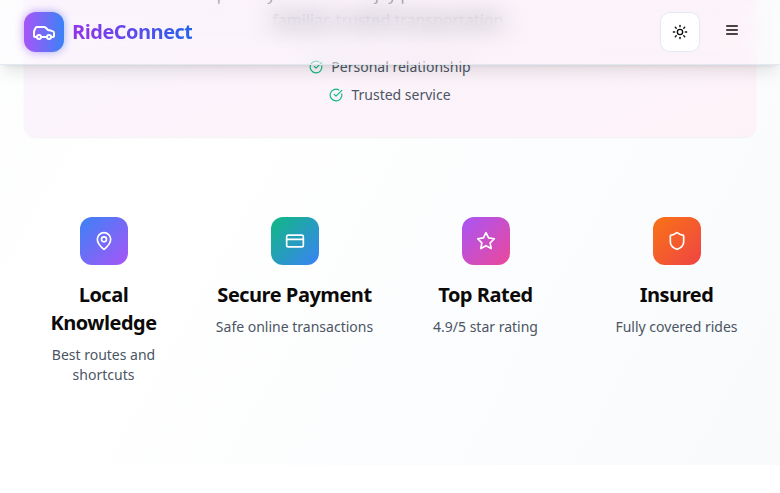 RideConnect
familiar, trusted transportation
Personal relationship
Trusted service
Local
Knowledge
Best routes and
shortcuts
Secure Payment
Safe online transactions
Top Rated
4.9/5 star rating
Insured
Fully covered rides